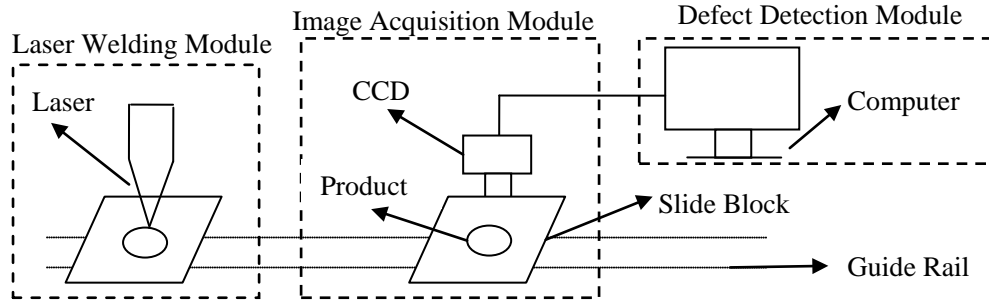 Laser Welding Module
Image Acquisition Module
Defect Detection Module
Laser
CCD
Computer
Product
Slide Block
Guide Rail